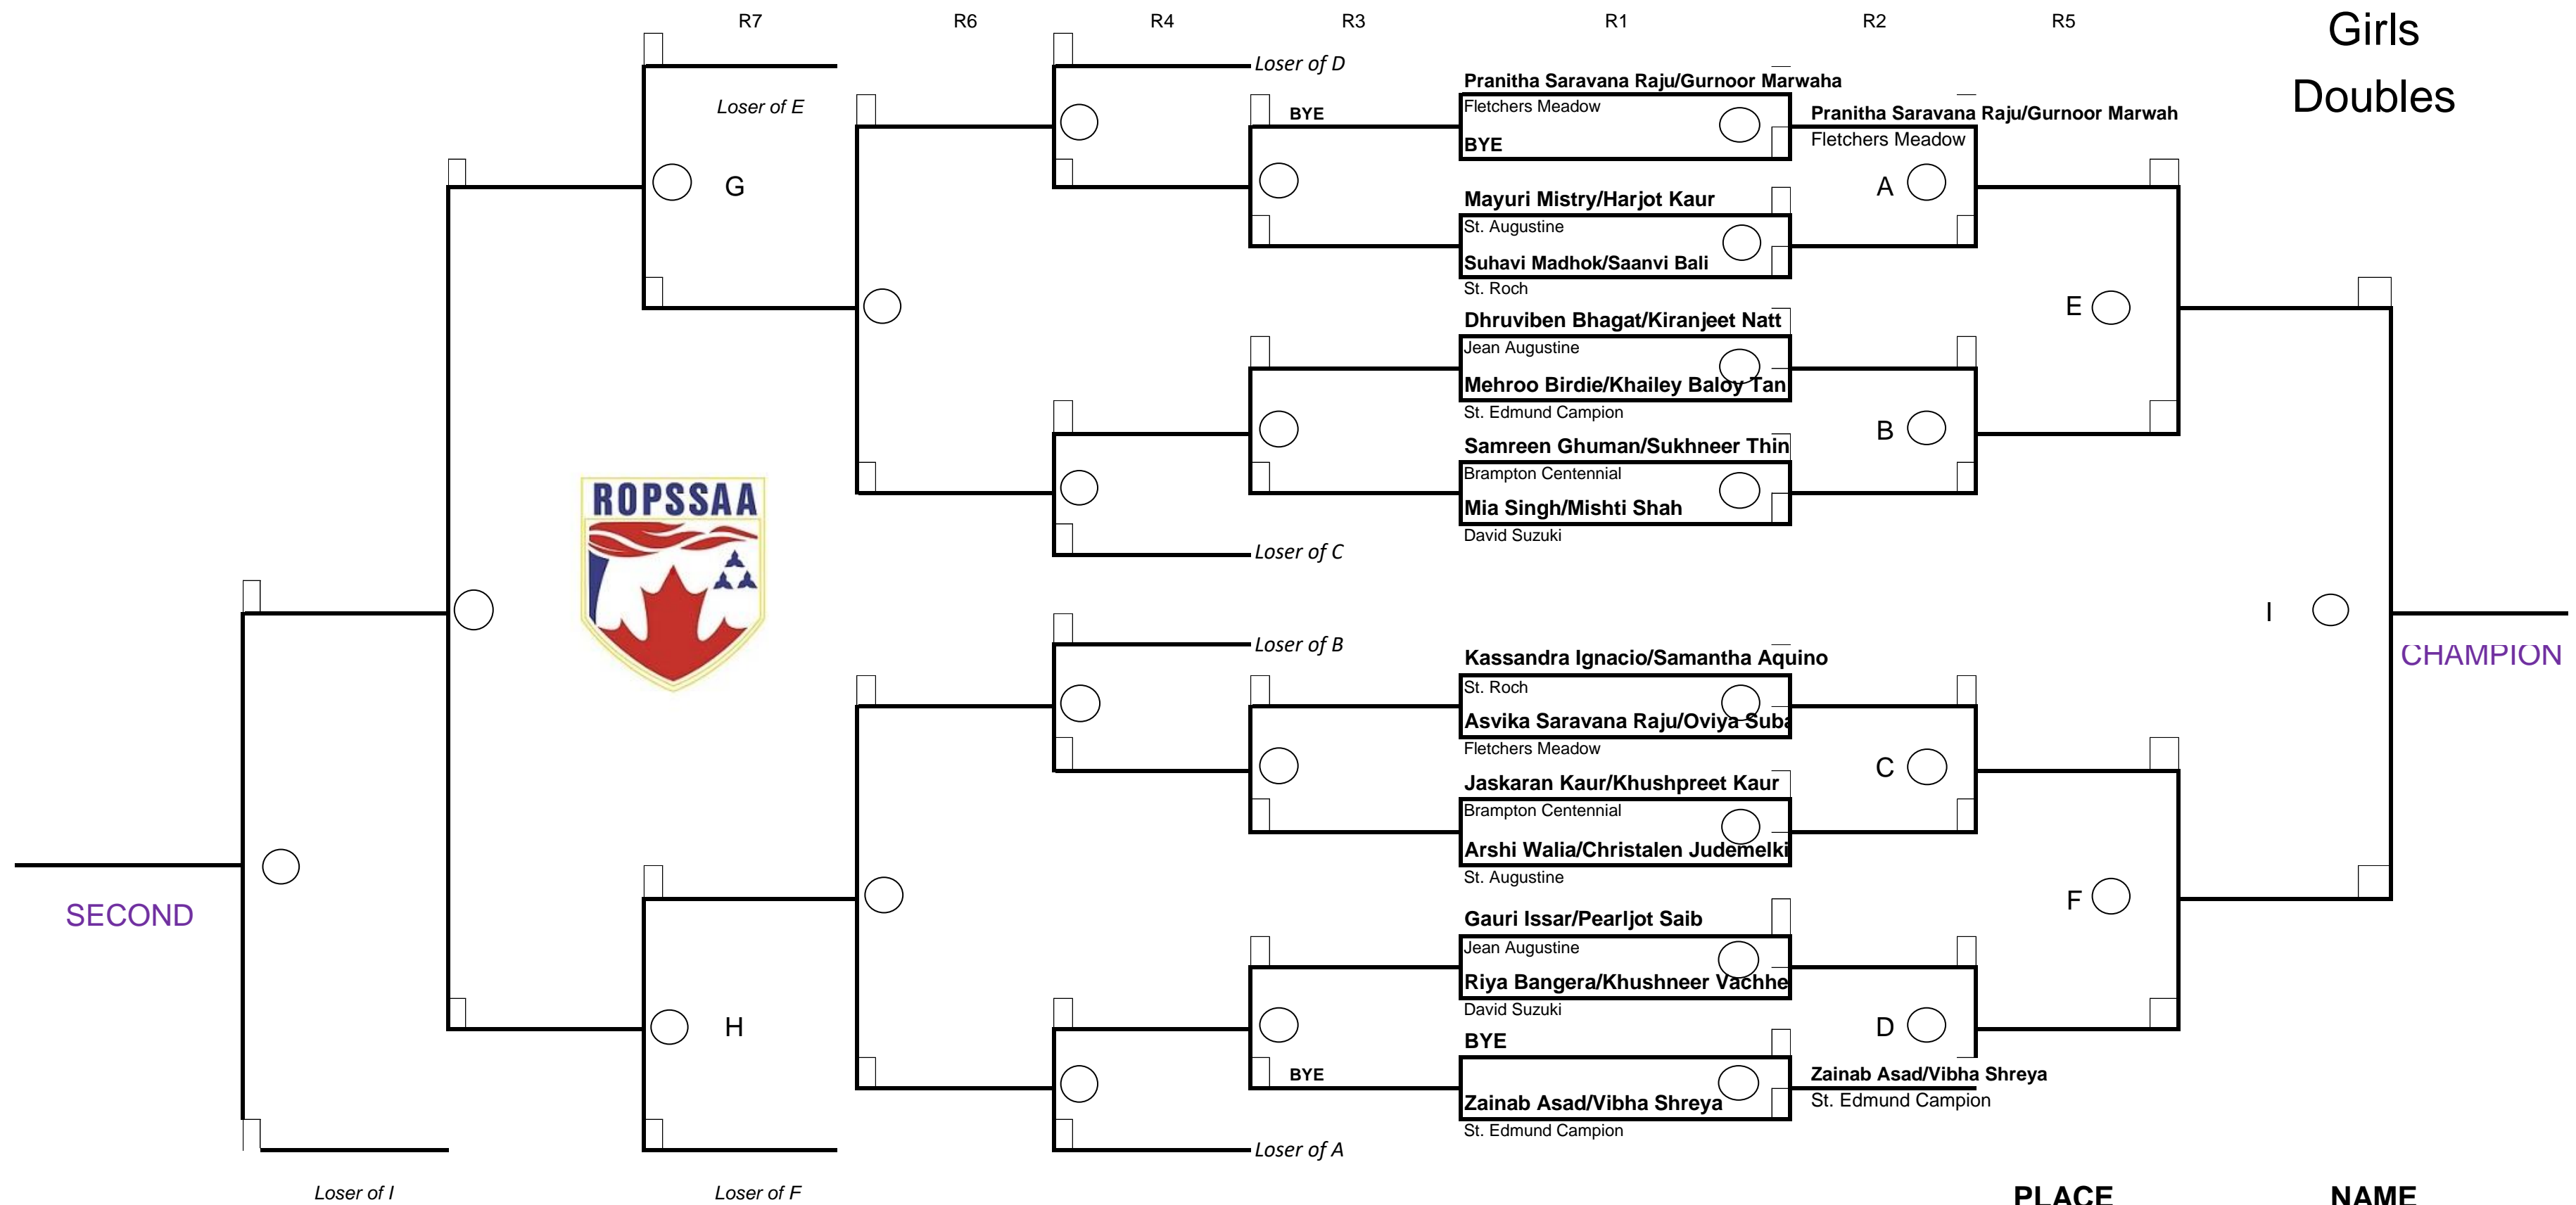 R7
R6
R4
R3
R1
R2
R5
Girls
Doubles
Loser of D
Loser of E
BYE
Pranitha Saravana Raju/Gurnoor Marwaha
Fletchers Meadow
BYE
Pranitha Saravana Raju/Gurnoor Marwah
Fletchers Meadow
G
A
Mayuri Mistry/Harjot Kaur
St. Augustine
Suhavi Madhok/Saanvi Bali
St. Roch
E
Dhruviben Bhagat/Kiranjeet Natt
Jean Augustine
Mehroo Birdie/Khailey Baloy Tan
St. Edmund Campion
B
Samreen Ghuman/Sukhneer Thin
Brampton Centennial
Mia Singh/Mishti Shah
David Suzuki
ROPSSAA
Loser of C
I
Loser of B
Kassandra Ignacio/Samantha Aquino
CHAMPION
St. Roch
Asvika Saravana Raju/Oviya Suba
Fletchers Meadow
C
Jaskaran Kaur/Khushpreet Kaur
Brampton Centennial
Arshi Walia/Christalen Judemelki
St. Augustine
SECOND
F
Gauri Issar/Pearljot Saib
Jean Augustine
Riya Bangera/Khushneer Vachhe
David Suzuki
H
D
BYE
BYE
Zainab Asad/Vibha Shreya
St. Edmund Campion
Zainab Asad/Vibha Shreya
St. Edmund Campion
Loser of A
Loser of I
Loser of F
PLACE
NAME